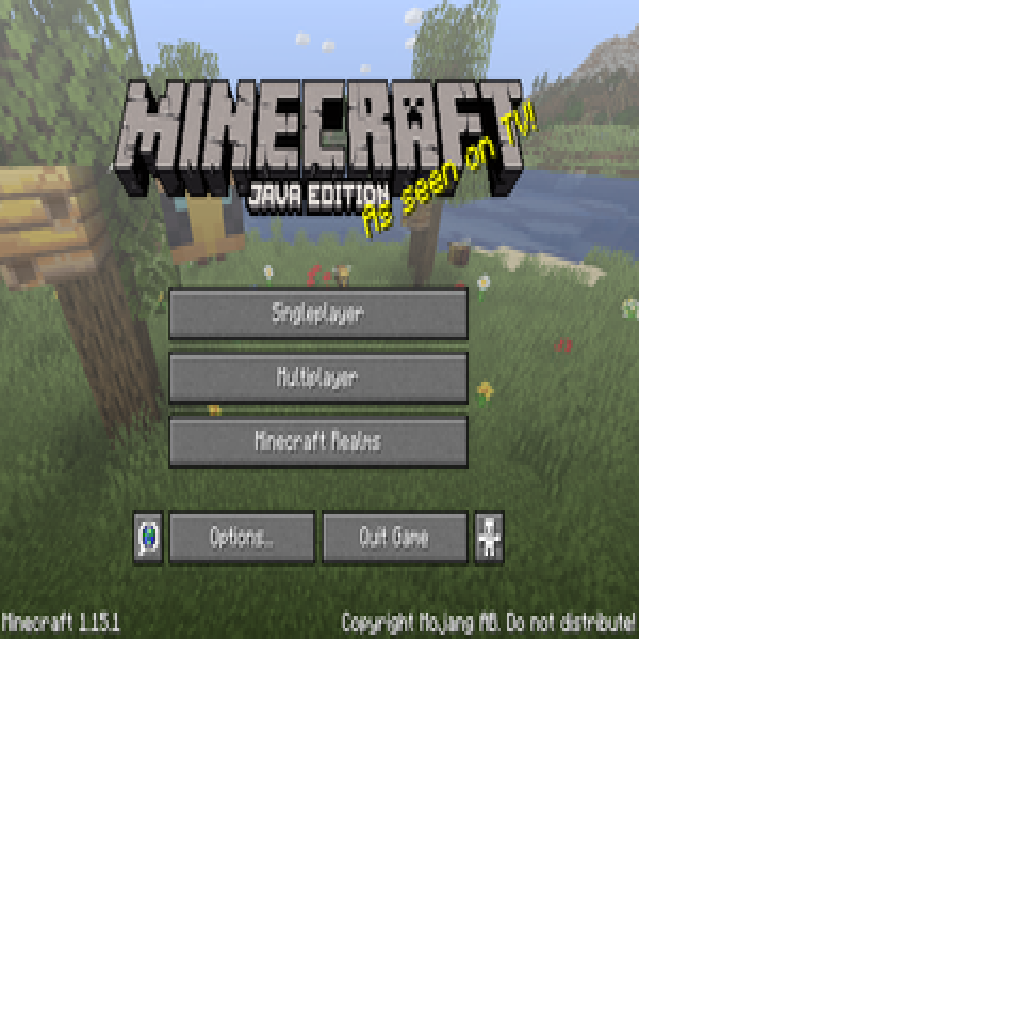 MINECRAFT
JAVA EDITION
As seen on TV!
Singleplayer
Multiplayer
Minecraft Realms
Options...
Quit Game
Minecraft 1.15.1
Copyright Mojang AB. Do not distribute!